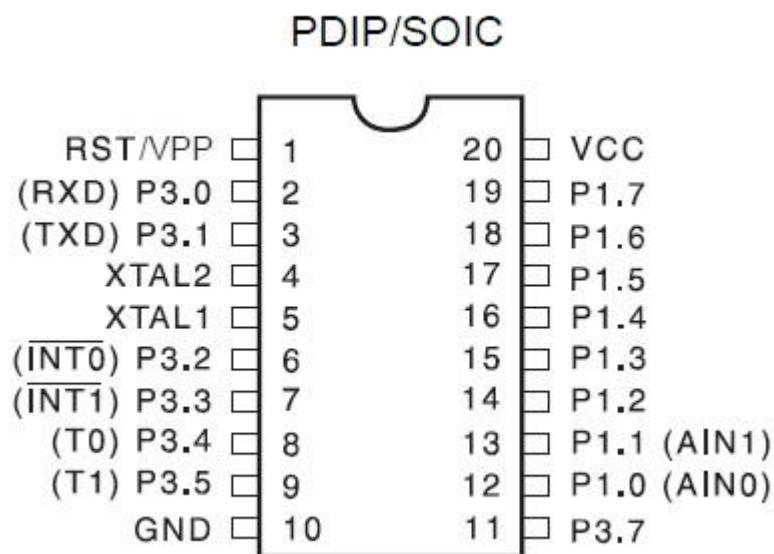 PDIP/SOIC
RST/VPP 1 20 VCC
(RXD) P3.0 2 19 P1.7
(TXD) P3.1 3 18 P1.6
XTAL2 4 17 P1.5
XTAL1 5 16 P1.4
(I̅N̅T̅0̅) P3.2 6 15 P1.3
(I̅N̅T̅1̅) P3.3 7 14 P1.2
(T0) P3.4 8 13 P1.1 (AIN1)
(T1) P3.5 9 12 P1.0 (AIN0)
GND 10 11 P3.7